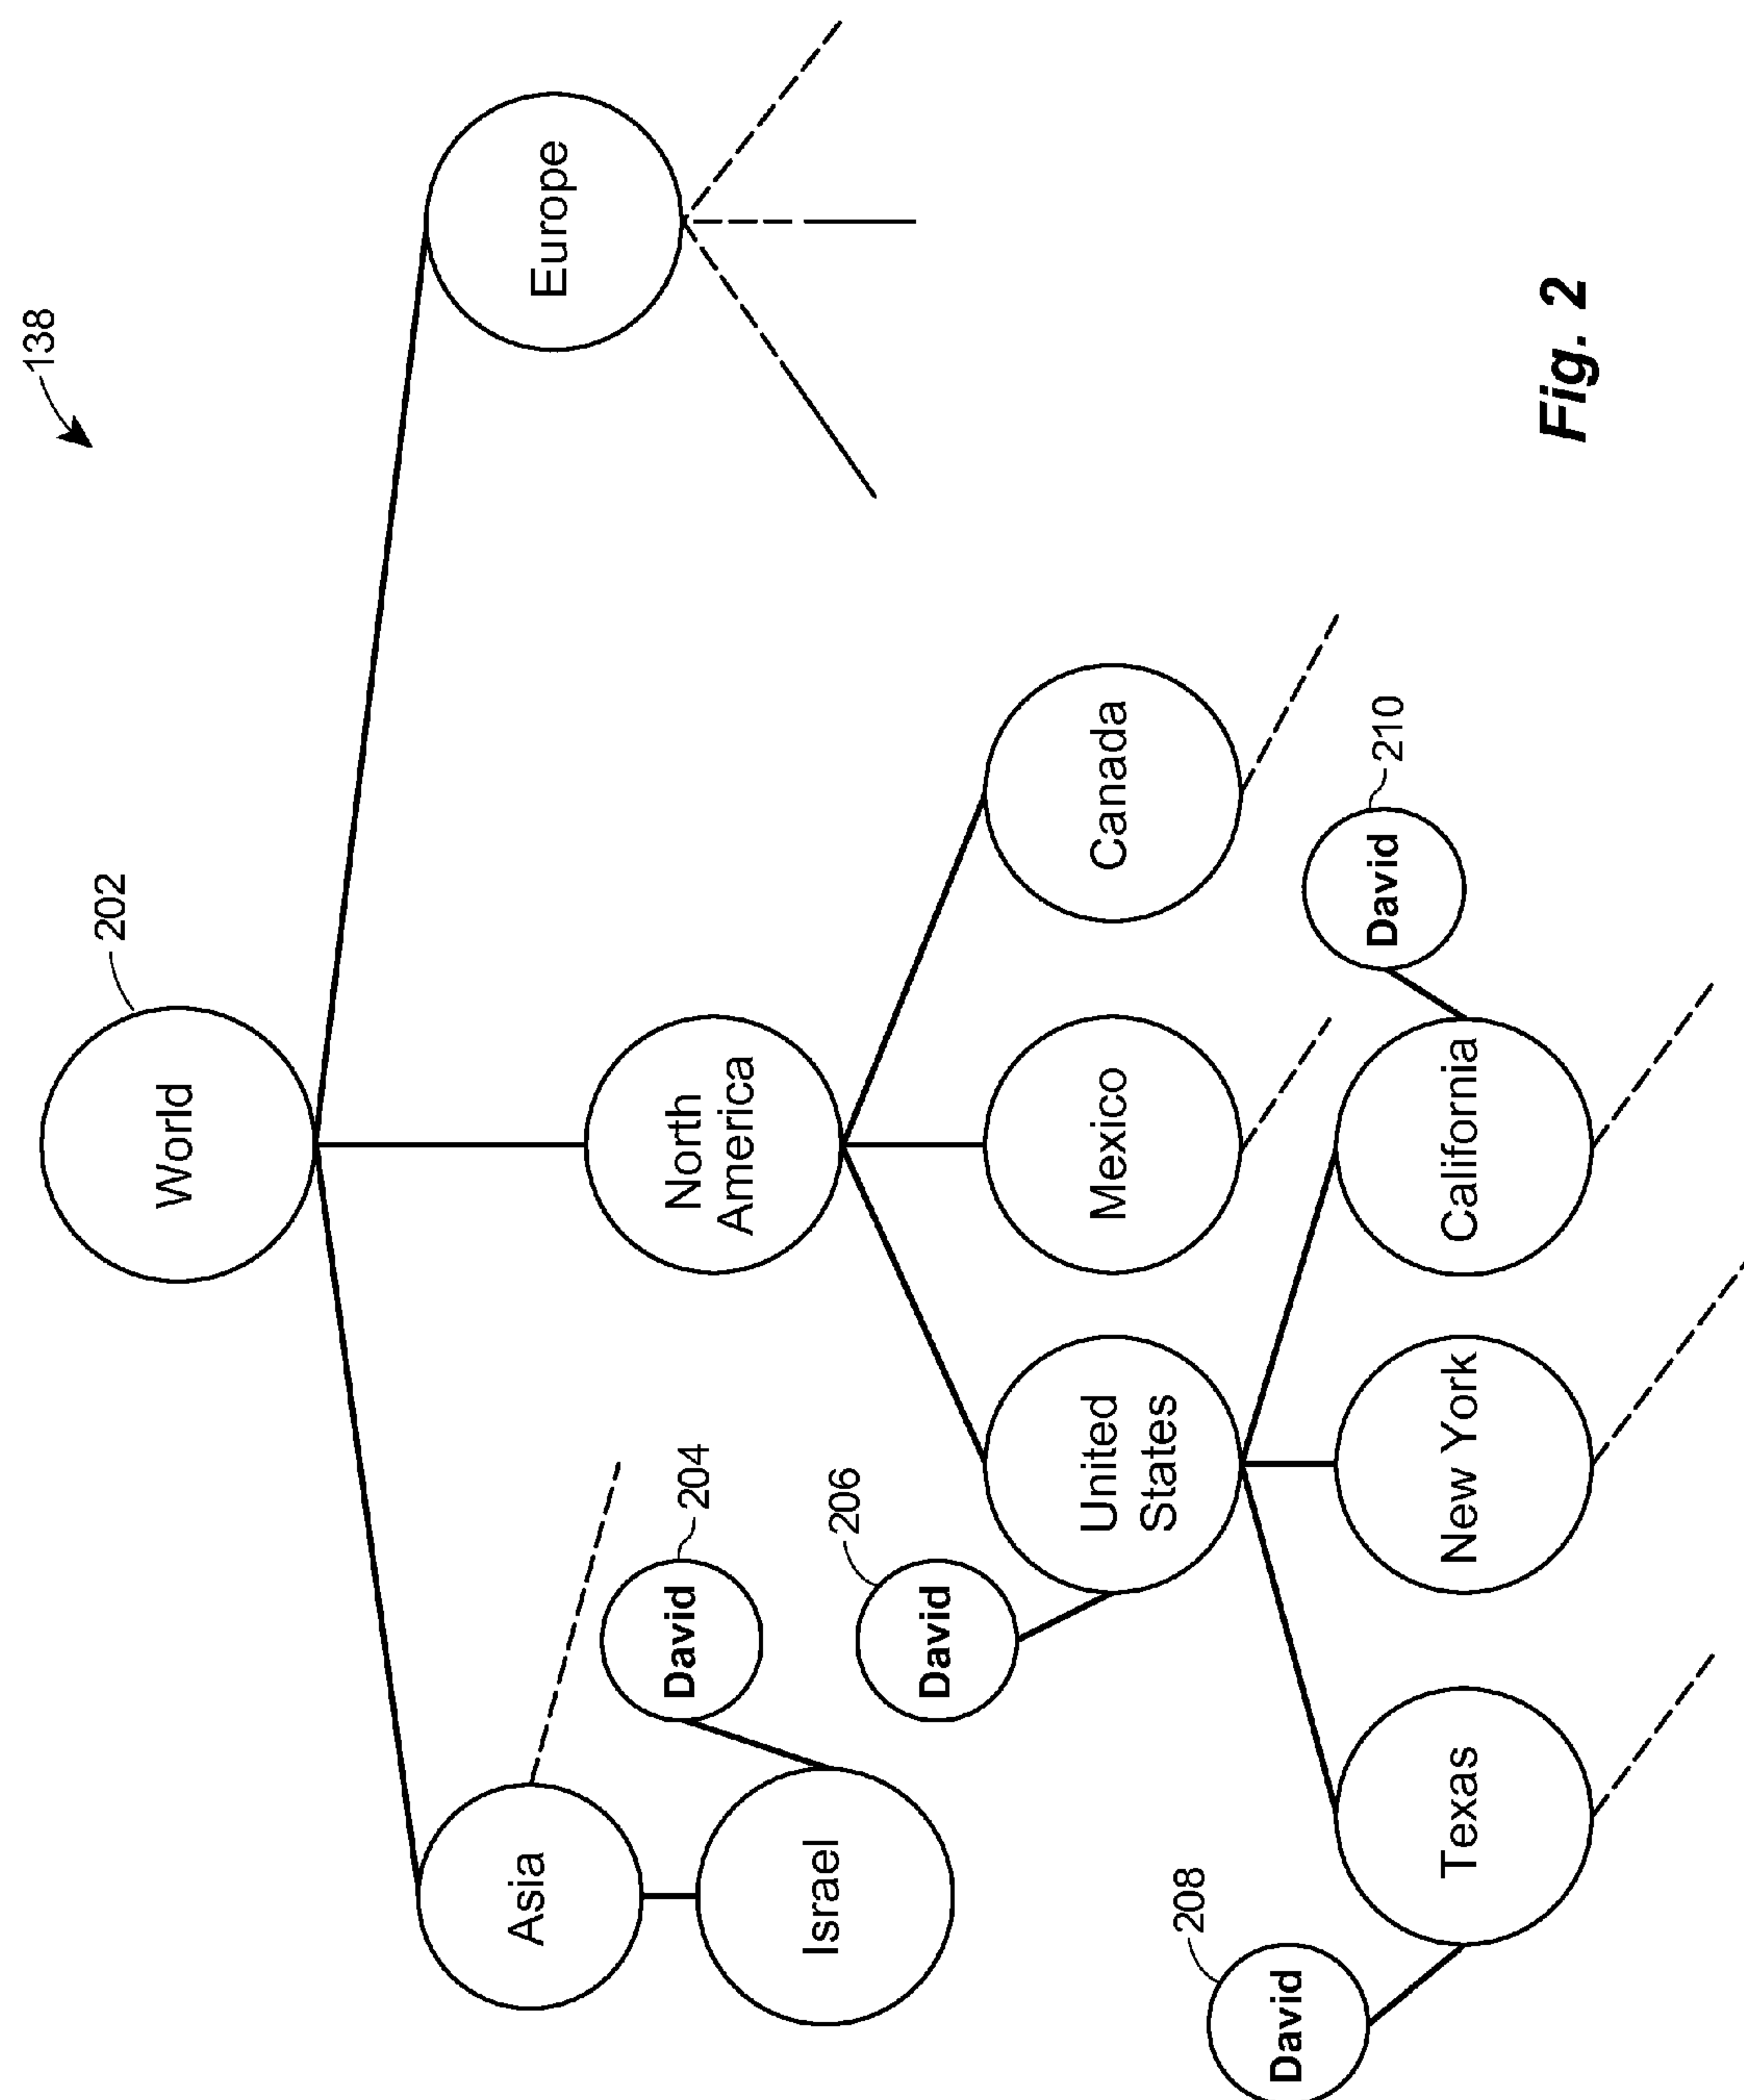 138
World
202
Asia
North
America
Europe
David
204
Israel
David
206
United
States
Mexico
Canada
David
208
Texas
New York
California
David
210
Fig. 2